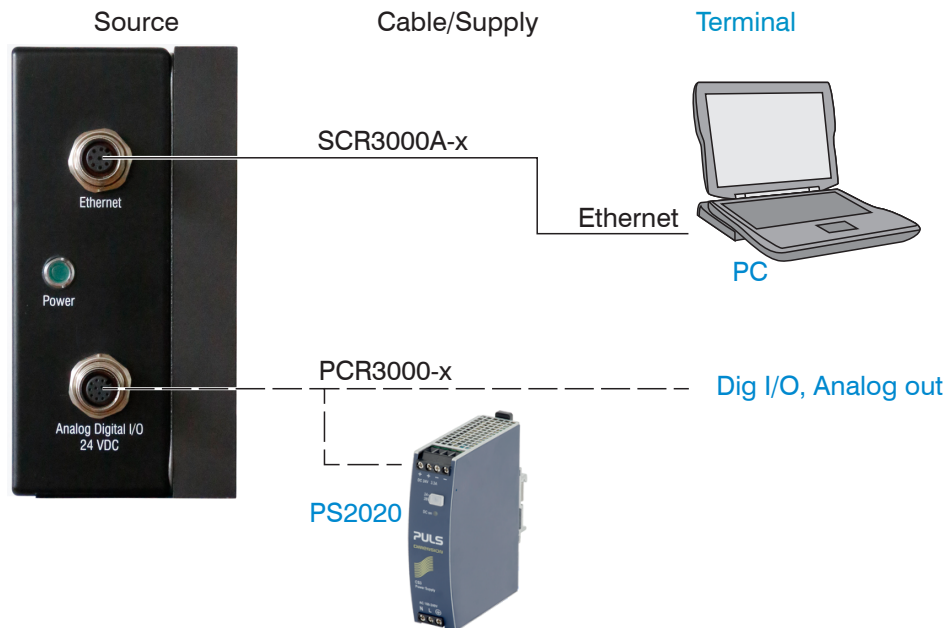 Source
Cable/Supply
Terminal
SCR3000A-x
Ethernet
Ethernet
PC
Power
PCR3000-x
Dig I/O, Analog out
Analog Digital I/O
24 VDC
PS2020
PULS
N L